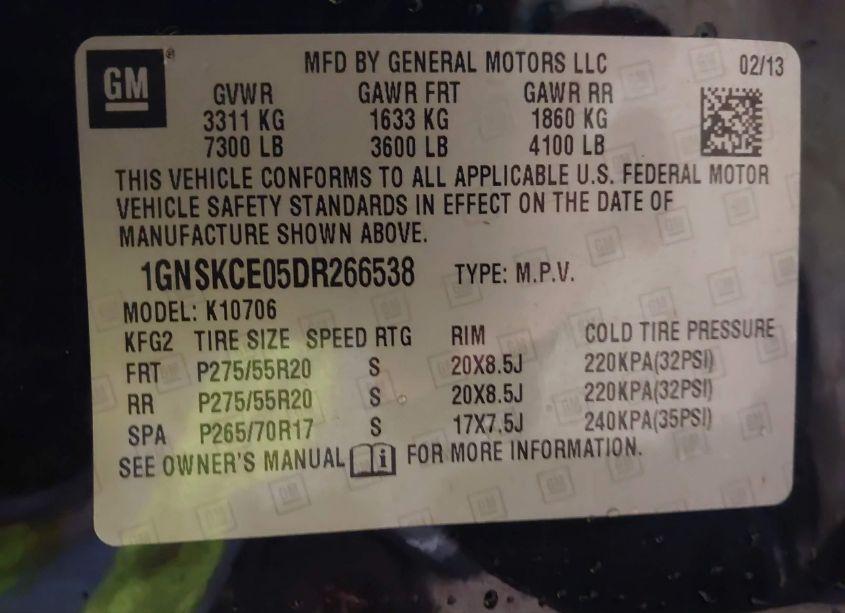 GM ® MFD BY GENERAL MOTORS LLC 02/13
GVWR GAWR FRT GAWR RR
3311 KG 1633 KG 1860 KG
7300 LB 3600 LB 4100 LB
THIS VEHICLE CONFORMS TO ALL APPLICABLE U.S. FEDERAL MOTOR
VEHICLE SAFETY STANDARDS IN EFFECT ON THE DATE OF
MANUFACTURE SHOWN ABOVE.
1GNSKCE05DR266538 TYPE: M.P.V.
MODEL: K10706
KFG2 TIRE SIZE SPEED RTG RIM COLD TIRE PRESSURE
FRT P275/55R20 S 20X8.5J 220KPA(32PSI)
RR P275/55R20 S 20X8.5J 220KPA(32PSI)
SPA P265/70R17 S 17X7.5J 240KPA(35PSI)
SEE OWNER'S MANUAL i FOR MORE INFORMATION.